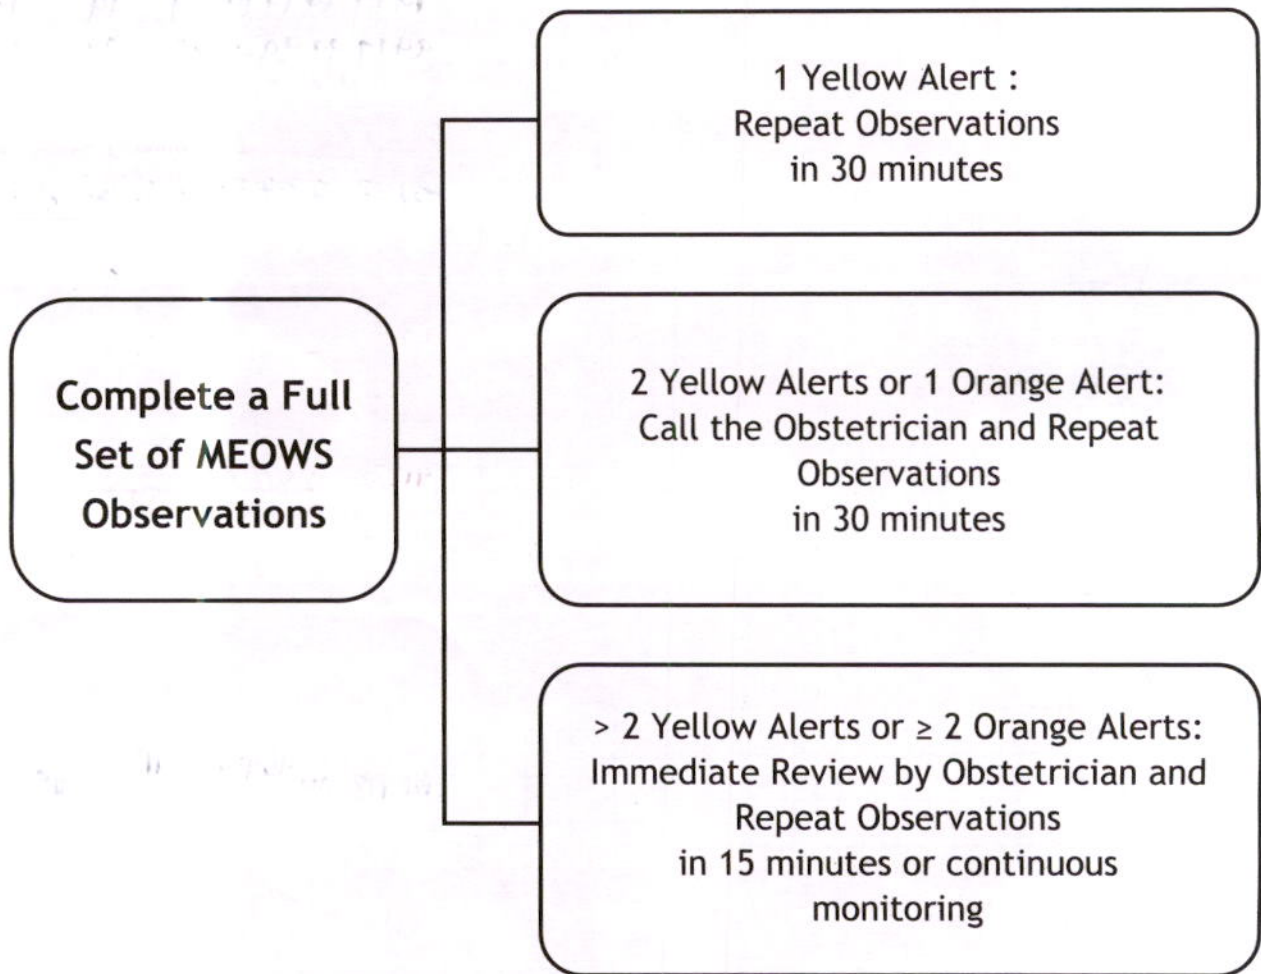 1 Yellow Alert :
Repeat Observations
in 30 minutes
Complete a Full
Set of MEOWS
Observations
2 Yellow Alerts or 1 Orange Alert:
Call the Obstetrician and Repeat
Observations
in 30 minutes
> 2 Yellow Alerts or ≥ 2 Orange Alerts:
Immediate Review by Obstetrician and
Repeat Observations
in 15 minutes or continuous
monitoring